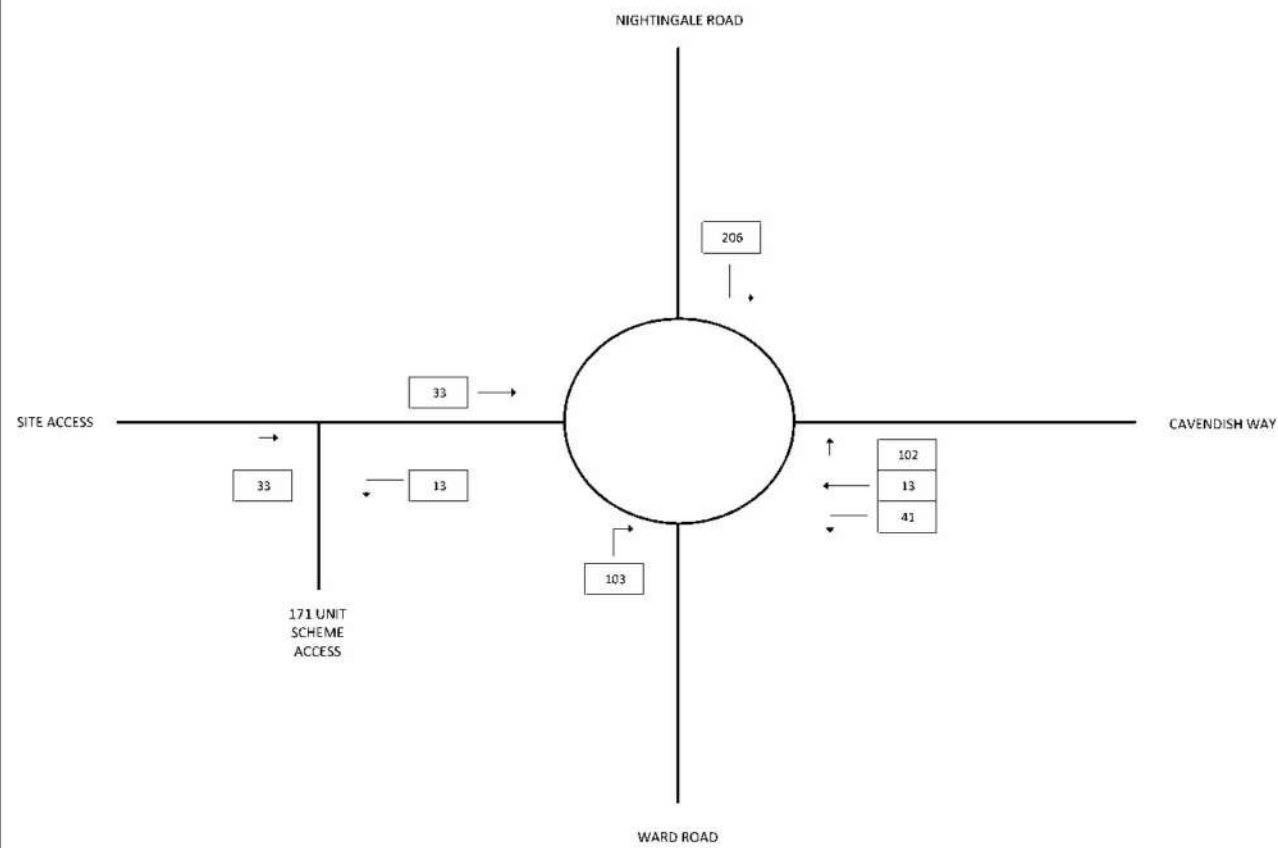 NIGHTINGALE ROAD
206
33
SITE ACCESS
CAVENDISH WAY
102
33
13
13
41
103
171 UNIT
SCHEME
ACCESS
WARD ROAD